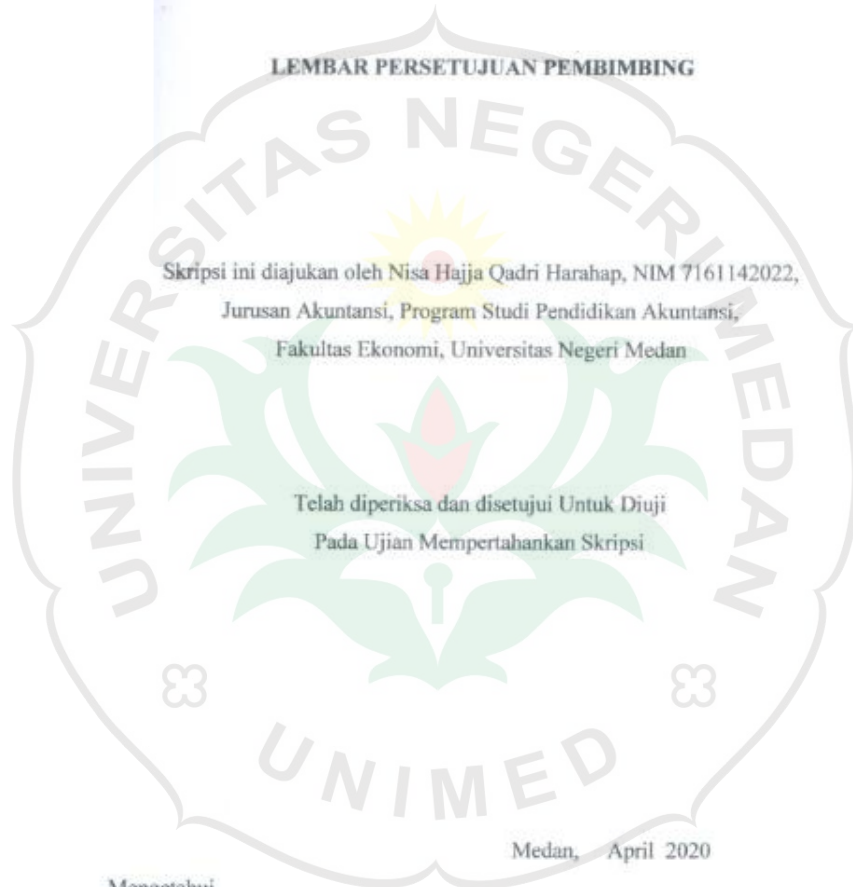 LEMBAR PERSETUJUAN PEMBIMBING
UNIVERSITAS NEGERI MEDAN
Skripsi ini diajukan oleh Nisa Hajja Qadri Harahap, NIM 7161142022,
Jurusan Akuntansi, Program Studi Pendidikan Akuntansi,
Fakultas Ekonomi, Universitas Negeri Medan
Telah diperiksa dan disetujui Untuk Diuji
Pada Ujian Mempertahankan Skripsi
UNIMED
Medan, April 2020
Mengetahui